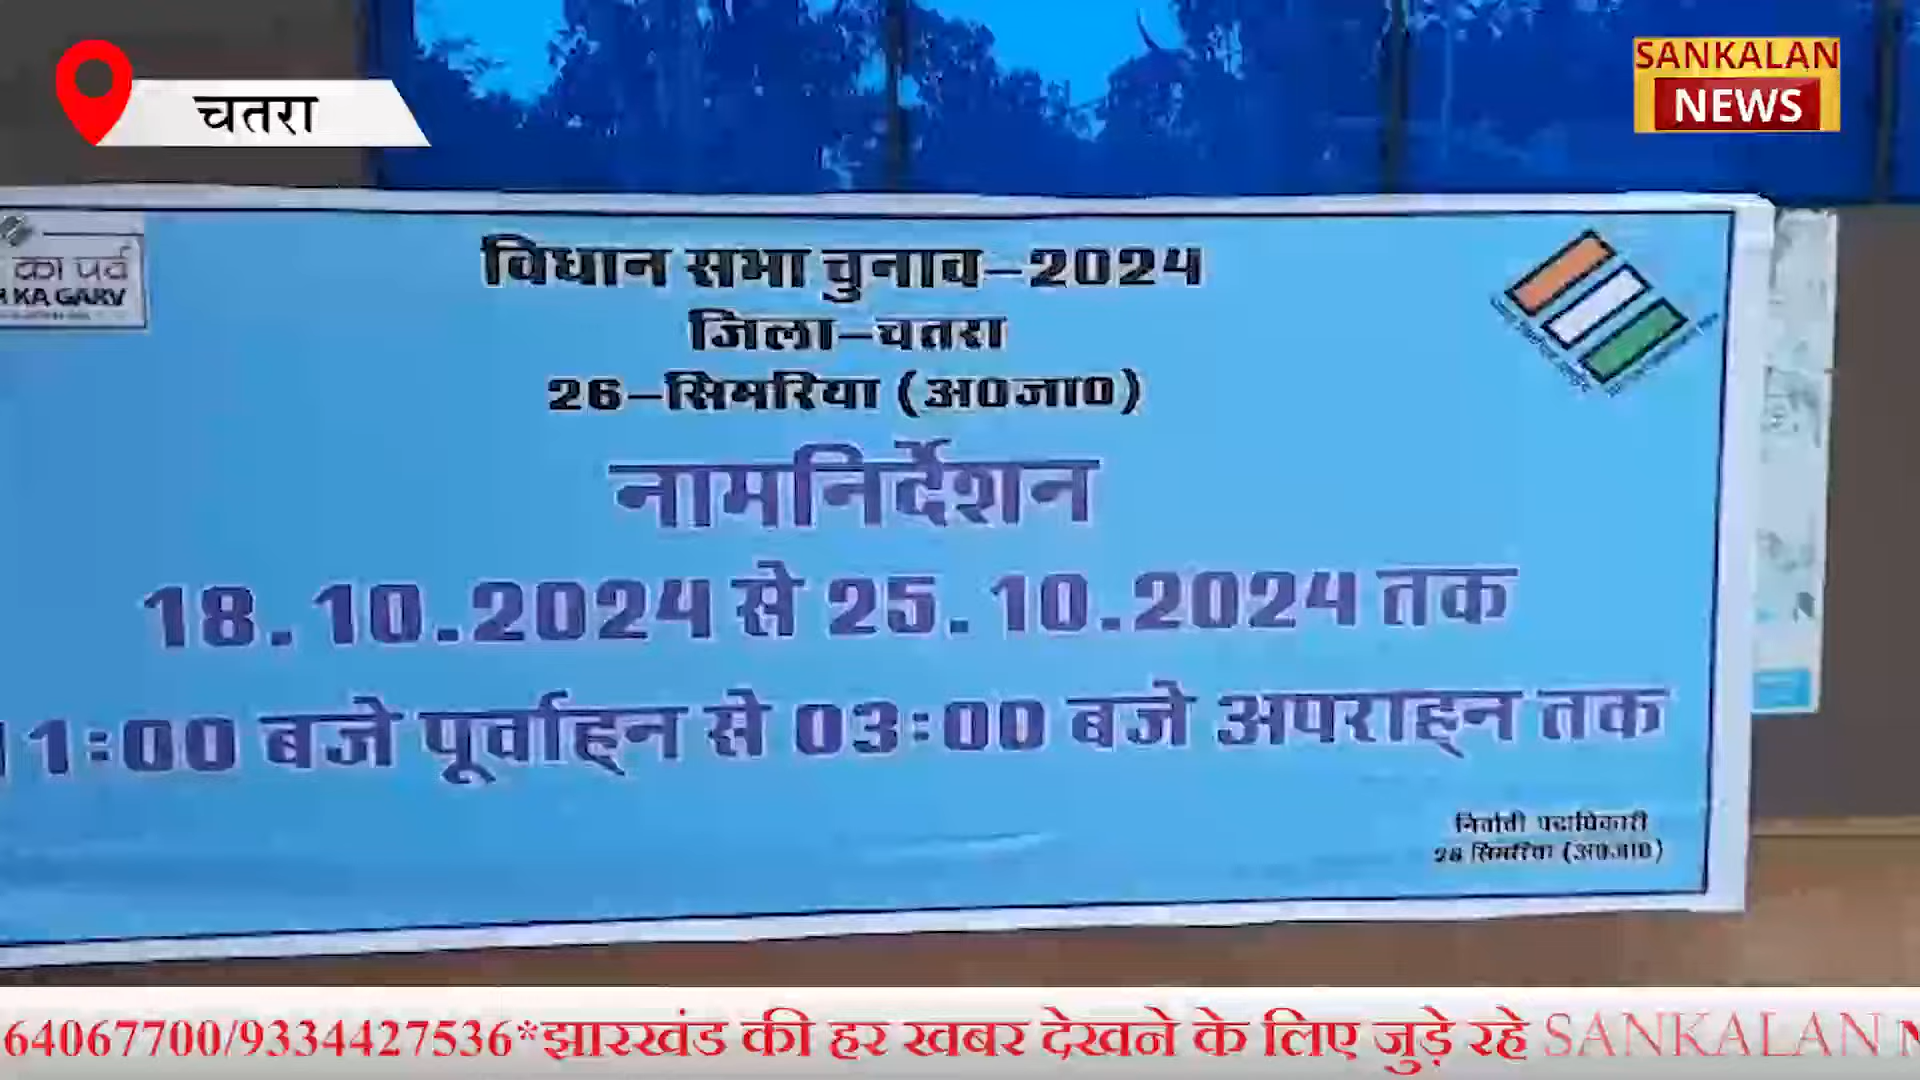 चतरा
SANKALAN
NEWS
का पर्व
KA GARV
विधान सभा चुनाव–2024
जिला–चतरा
26–सिमरिया (अ0जा0)
नामनिर्देशन
18.10.2024 से 25.10.2024 तक
11:00 बजे पूर्वाह्न से 03:00 बजे अपराह्न तक
निर्वाची पदाधिकारी
26 सिमरिया (अ0जा0)
64067700/9334427536*झारखंड की हर खबर देखने के लिए जुड़े रहे SANKALAN